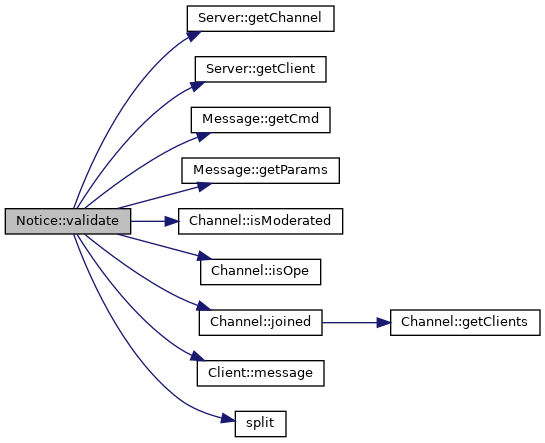 Server::getChannel
Server::getClient
Message::getCmd
Message::getParams
Notice::validate
Channel::isModerated
Channel::isOpe
Channel::joined
Channel::getClients
Client::message
split